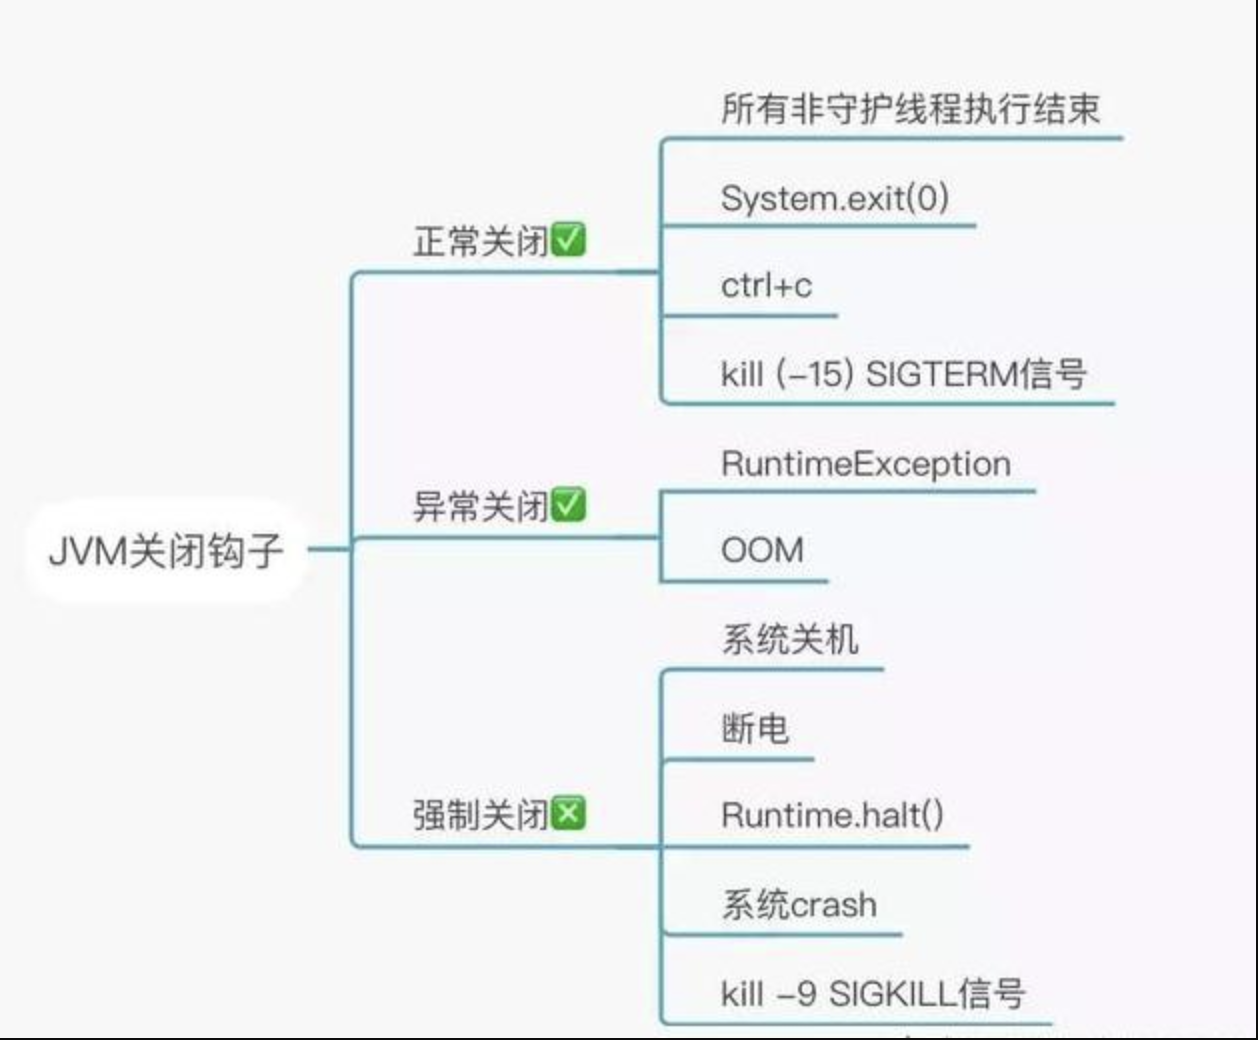 所有非守护线程执行结束
System.exit(0)
正常关闭✅
ctrl+c
kill (-15) SIGTERM信号
RuntimeException
异常关闭✅
OOM
JVM关闭钩子
系统关机
断电
强制关闭❎
Runtime.halt()
系统crash
kill -9 SIGKILL信号